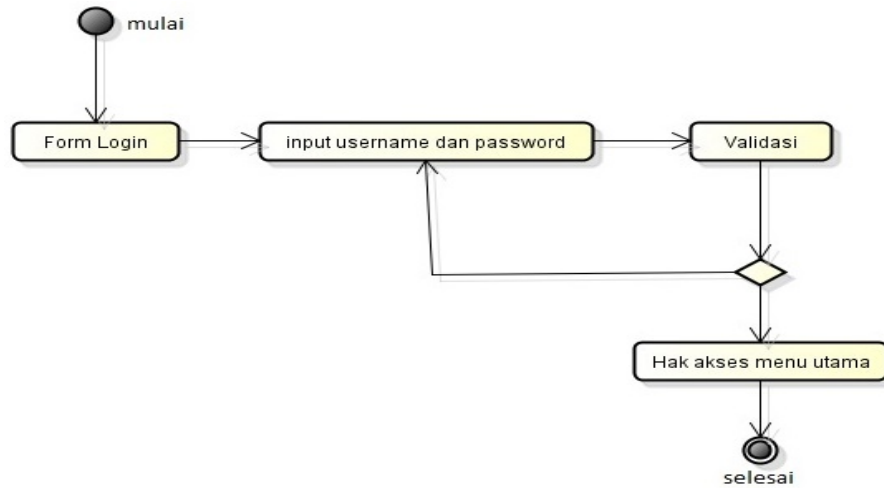 mulai
Form Login
input username dan password
Validasi
Hak akses menu utama
selesai